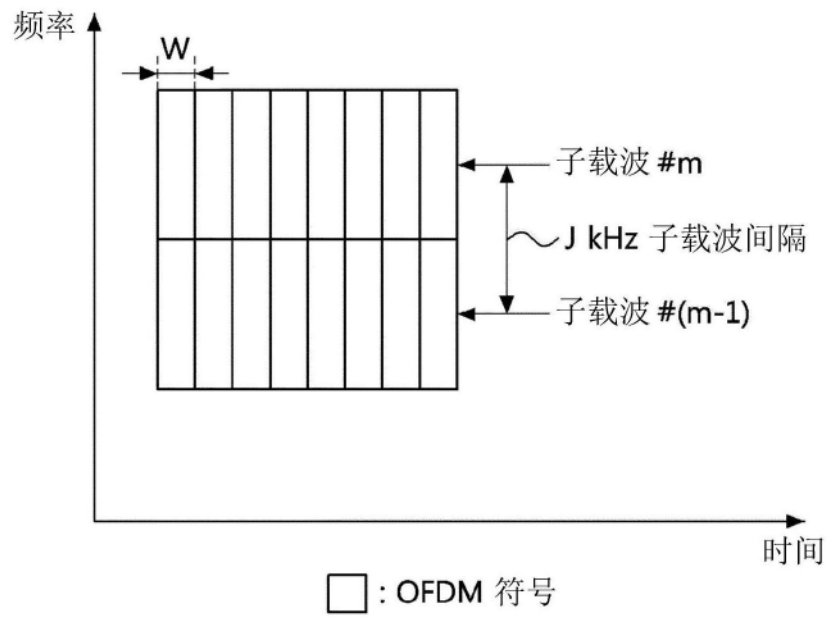 频率
W
子载波 #m
J kHz 子载波间隔
子载波 #(m-1)
时间
: OFDM 符号